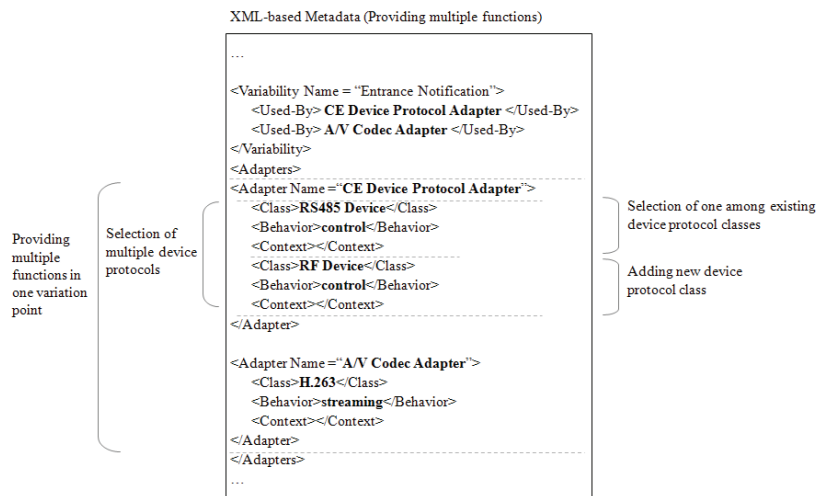 XML-based Metadata (Providing multiple functions)
...
<Variability Name = “Entrance Notification”>
<Used-By> CE Device Protocol Adapter </Used-By>
<Used-By> A/V Codec Adapter </Used-By>
</Variability>
<Adapters>
<Adapter Name =“CE Device Protocol Adapter”>
<Class>RS485 Device</Class>
<Behavior>control</Behavior>
<Context></Context>
<Class>RF Device</Class>
<Behavior>control</Behavior>
<Context></Context>
</Adapter>
<Adapter Name =“A/V Codec Adapter”>
<Class>H.263</Class>
<Behavior>streaming</Behavior>
<Context></Context>
</Adapter>
</Adapters>
...
Providing
multiple
functions in
one variation
point
Selection of
multiple device
protocols
Selection of one among existing
device protocol classes
Adding new device
protocol class